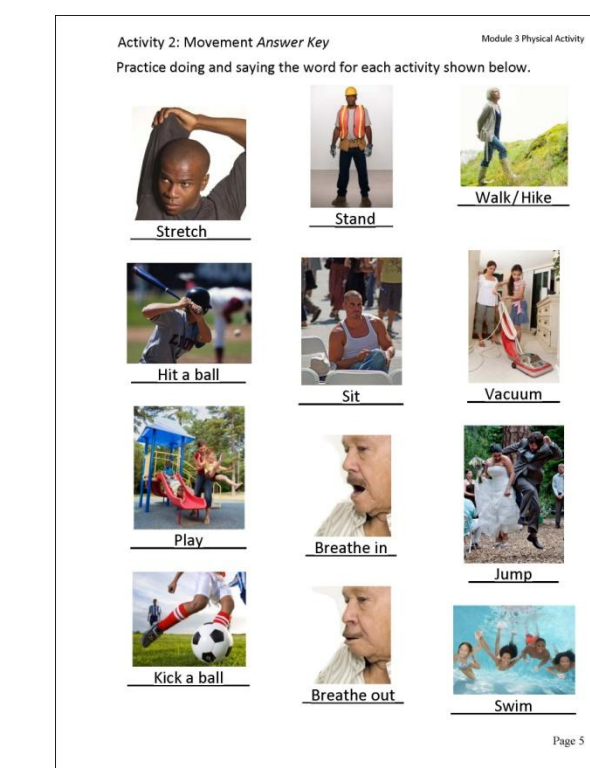 Activity 2: Movement Answer Key
Module 3 Physical Activity
Practice doing and saying the word for each activity shown below.
Stretch
Stand
Walk/Hike
Hit a ball
Sit
Vacuum
Play
Breathe in
Jump
Kick a ball
Breathe out
Swim
Page 5